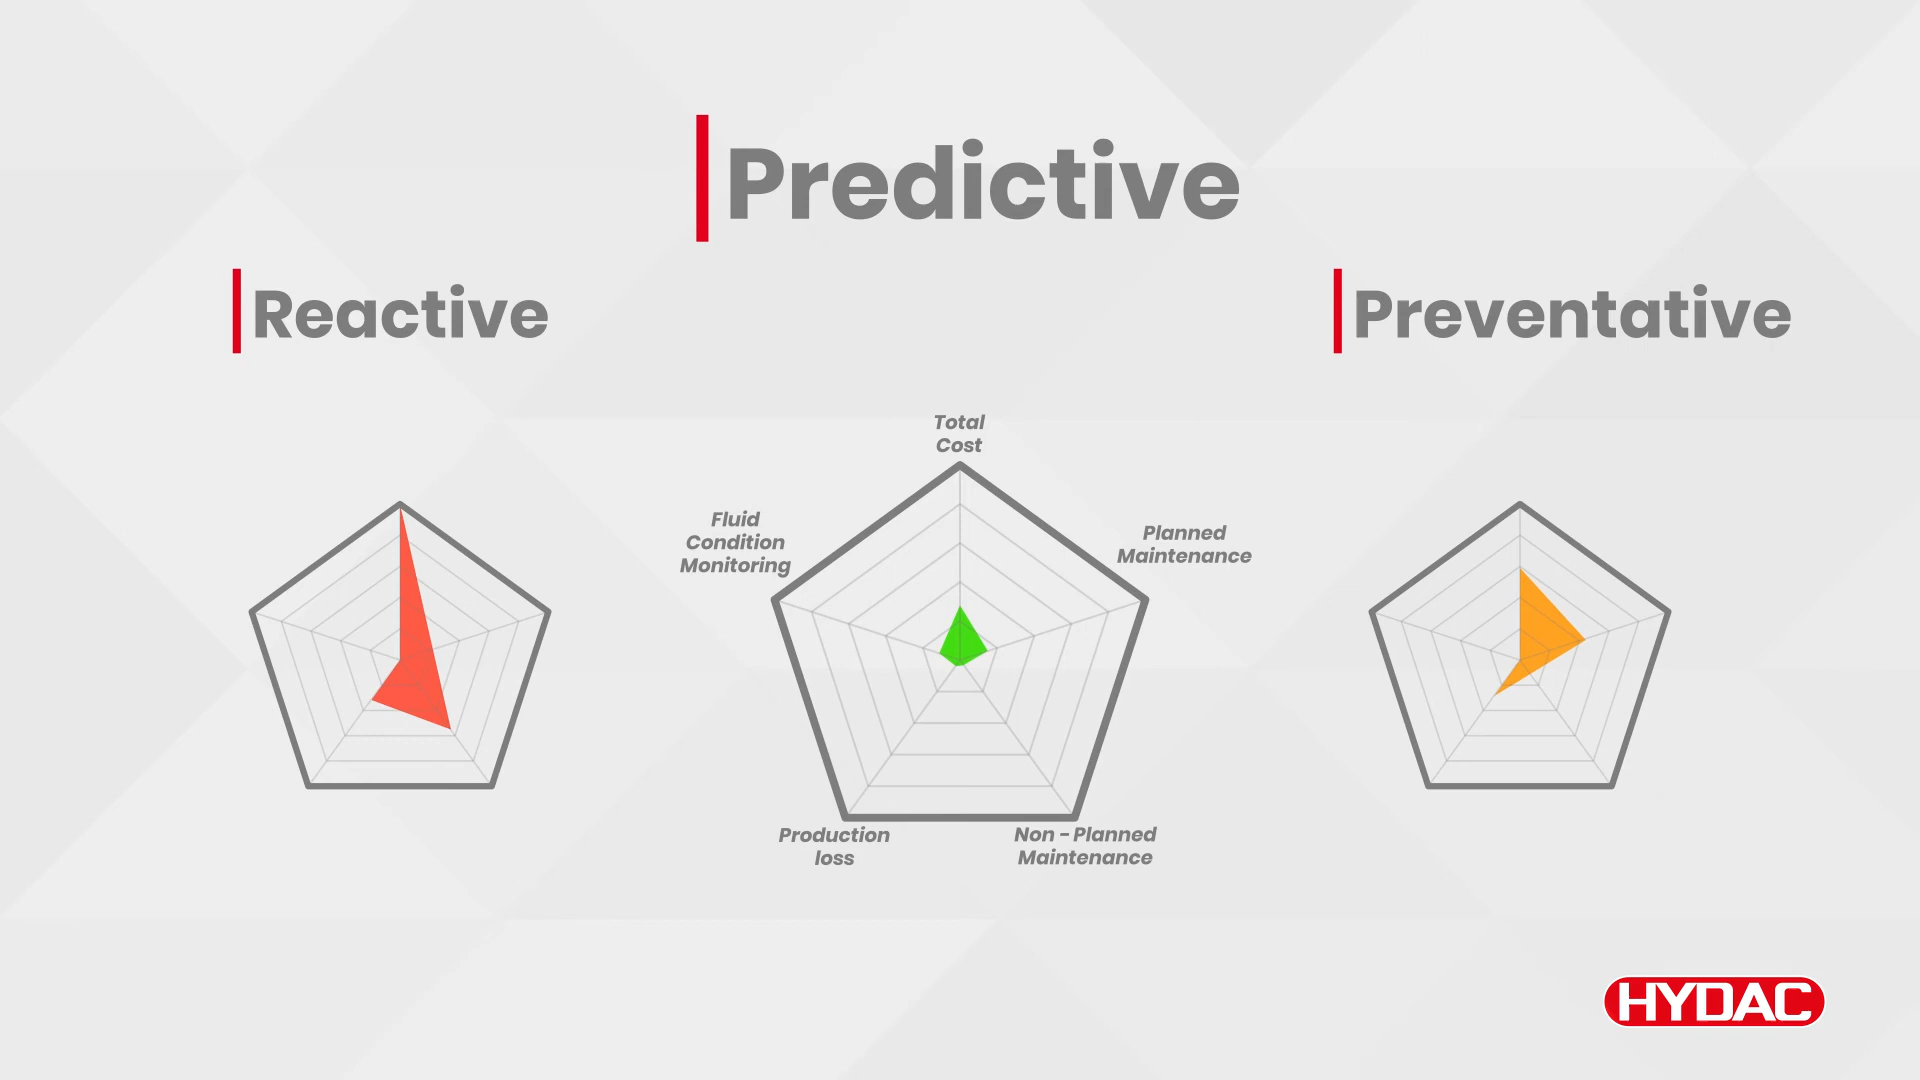 Predictive
Reactive
Preventative
Total
Cost
Fluid
Condition
Monitoring
Planned
Maintenance
Production
loss
Non - Planned
Maintenance
HYDAC